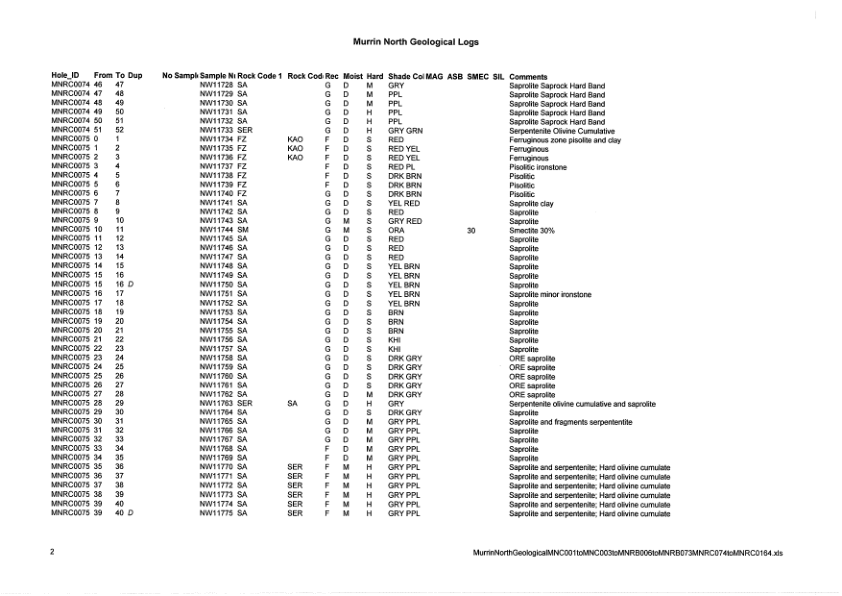 Murrin North Geological Logs
Hole_ID From To Dup No Sampl Sample N Rock Code 1 Rock Cod Rec Moist Hard Shade Col MAG ASB SMEC SIL Comments
MNRC0074 46 47 NW11728 SA G D M GRY Saprolite Saprock Hard Band
MNRC0074 47 48 NW11729 SA G D M PPL Saprolite Saprock Hard Band
MNRC0074 48 49 NW11730 SA G D M PPL Saprolite Saprock Hard Band
MNRC0074 49 50 NW11731 SA G D H PPL Saprolite Saprock Hard Band
MNRC0074 50 51 NW11732 SA G D H PPL Saprolite Saprock Hard Band
MNRC0074 51 52 NW11733 SER G D H GRY GRN Serpentenite Olivine Cumulative
MNRC0075 0 1 NW11734 FZ KAO F D S RED Ferruginous zone pisolite and clay
MNRC0075 1 2 NW11735 FZ KAO F D S RED YEL Ferruginous
MNRC0075 2 3 NW11736 FZ KAO F D S RED YEL Ferruginous
MNRC0075 3 4 NW11737 FZ F D S RED PL Pisolitic ironstone
MNRC0075 4 5 NW11738 FZ F D S DRK BRN Pisolitic
MNRC0075 5 6 NW11739 FZ F D S DRK BRN Pisolitic
MNRC0075 6 7 NW11740 FZ G D S DRK BRN Pisolitic
MNRC0075 7 8 NW11741 SA G D S YEL RED Saprolite clay
MNRC0075 8 9 NW11742 SA G D S RED Saprolite
MNRC0075 9 10 NW11743 SA G M S GRY RED Saprolite
MNRC0075 10 11 NW11744 SM G M S ORA 30 Smectite 30%
MNRC0075 11 12 NW11745 SA G D S RED Saprolite
MNRC0075 12 13 NW11746 SA G D S RED Saprolite
MNRC0075 13 14 NW11747 SA G D S RED Saprolite
MNRC0075 14 15 NW11748 SA G D S YEL BRN Saprolite
MNRC0075 15 16 NW11749 SA G D S YEL BRN Saprolite
MNRC0075 15 16 D NW11750 SA G D S YEL BRN Saprolite
MNRC0075 16 17 NW11751 SA G D S YEL BRN Saprolite minor ironstone
MNRC0075 17 18 NW11752 SA G D S YEL BRN Saprolite
MNRC0075 18 19 NW11753 SA G D S BRN Saprolite
MNRC0075 19 20 NW11754 SA G D S BRN Saprolite
MNRC0075 20 21 NW11755 SA G D S BRN Saprolite
MNRC0075 21 22 NW11756 SA G D S KHI Saprolite
MNRC0075 22 23 NW11757 SA G D S KHI Saprolite
MNRC0075 23 24 NW11758 SA G D S DRK GRY ORE saprolite
MNRC0075 24 25 NW11759 SA G D S DRK GRY ORE saprolite
MNRC0075 25 26 NW11760 SA G D S DRK GRY ORE saprolite
MNRC0075 26 27 NW11761 SA G D S DRK GRY ORE saprolite
MNRC0075 27 28 NW11762 SA G D M DRK GRY ORE saprolite
MNRC0075 28 29 NW11763 SER SA G D H GRY Serpentenite olivine cumulative and saprolite
MNRC0075 29 30 NW11764 SA G D S DRK GRY Saprolite
MNRC0075 30 31 NW11765 SA G D M GRY PPL Saprolite and fragments serpententite
MNRC0075 31 32 NW11766 SA G D M GRY PPL Saprolite
MNRC0075 32 33 NW11767 SA G D M GRY PPL Saprolite
MNRC0075 33 34 NW11768 SA F D M GRY PPL Saprolite
MNRC0075 34 35 NW11769 SA F D M GRY PPL Saprolite
MNRC0075 35 36 NW11770 SA SER F M H GRY PPL Saprolite and serpentenite; Hard olivine cumulate
MNRC0075 36 37 NW11771 SA SER F M H GRY PPL Saprolite and serpentenite; Hard olivine cumulate
MNRC0075 37 38 NW11772 SA SER F M H GRY PPL Saprolite and serpentenite; Hard olivine cumulate
MNRC0075 38 39 NW11773 SA SER F M H GRY PPL Saprolite and serpentenite; Hard olivine cumulate
MNRC0075 39 40 NW11774 SA SER F M H GRY PPL Saprolite and serpentenite; Hard olivine cumulate
MNRC0075 39 40 D NW11775 SA SER F M H GRY PPL Saprolite and serpentenite; Hard olivine cumulate
2 MurrinNorthGeologicalMNC001toMNC003toMNRB006toMNRB073MNRC074toMNRC0164.xls